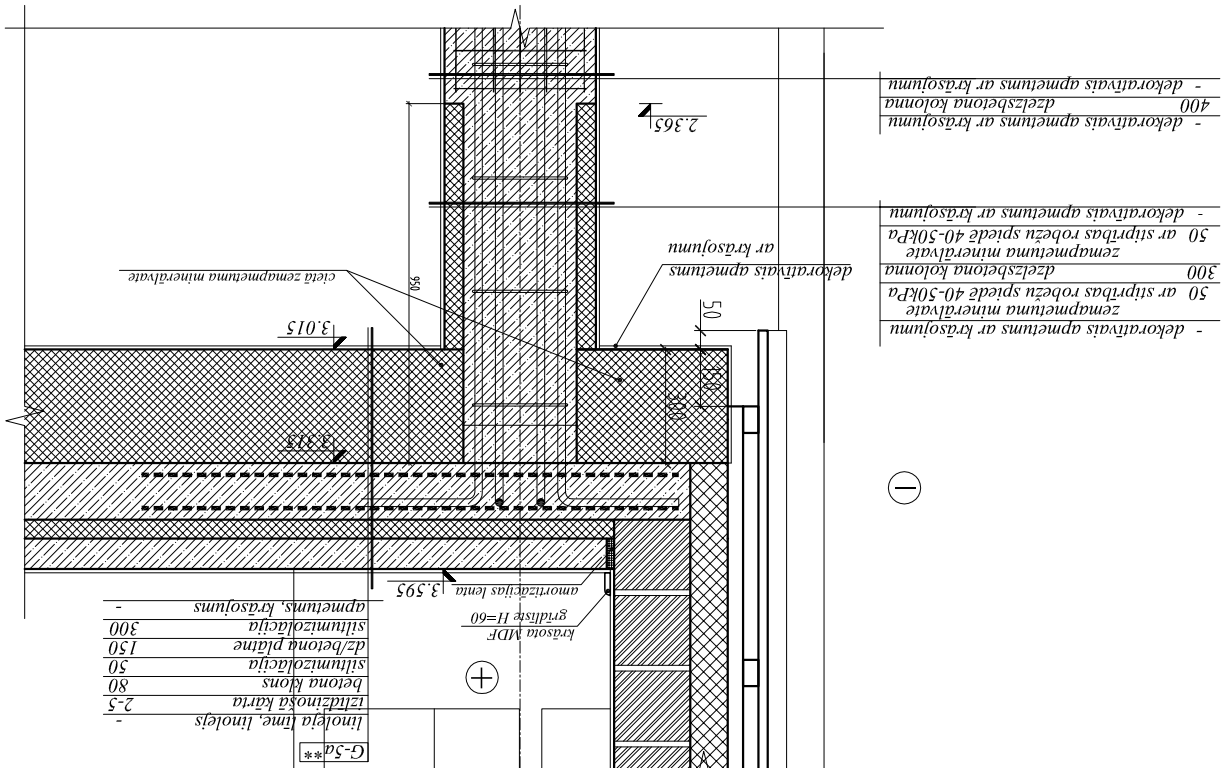 G-5a**
linoleja līme, linolejs -
izlīdzinošā kārta 2-5
betona klons 80
siltumizolācija 50
dz/betona plātne 150
siltumizolācija 300
apmetums, krāsojums -
krāsota MDF
grīdlīste H=60
amortizācijas lenta
3.595
+
−
3.315
300
150
50
3.015
- dekoratīvais apmetums ar krāsojumu
zemapmetuma minerālvate
50 ar stiprības robežu spiedē 40-50kPa
300 dzelzsbetona kolonna
zemapmetuma minerālvate
50 ar stiprības robežu spiedē 40-50kPa
- dekoratīvais apmetums ar krāsojumu
dekoratīvais apmetums
ar krāsojumu
cietā zemapmetuma minerālvate
950
2.365
- dekoratīvais apmetums ar krāsojumu
400 dzelzsbetona kolonna
- dekoratīvais apmetums ar krāsojumu